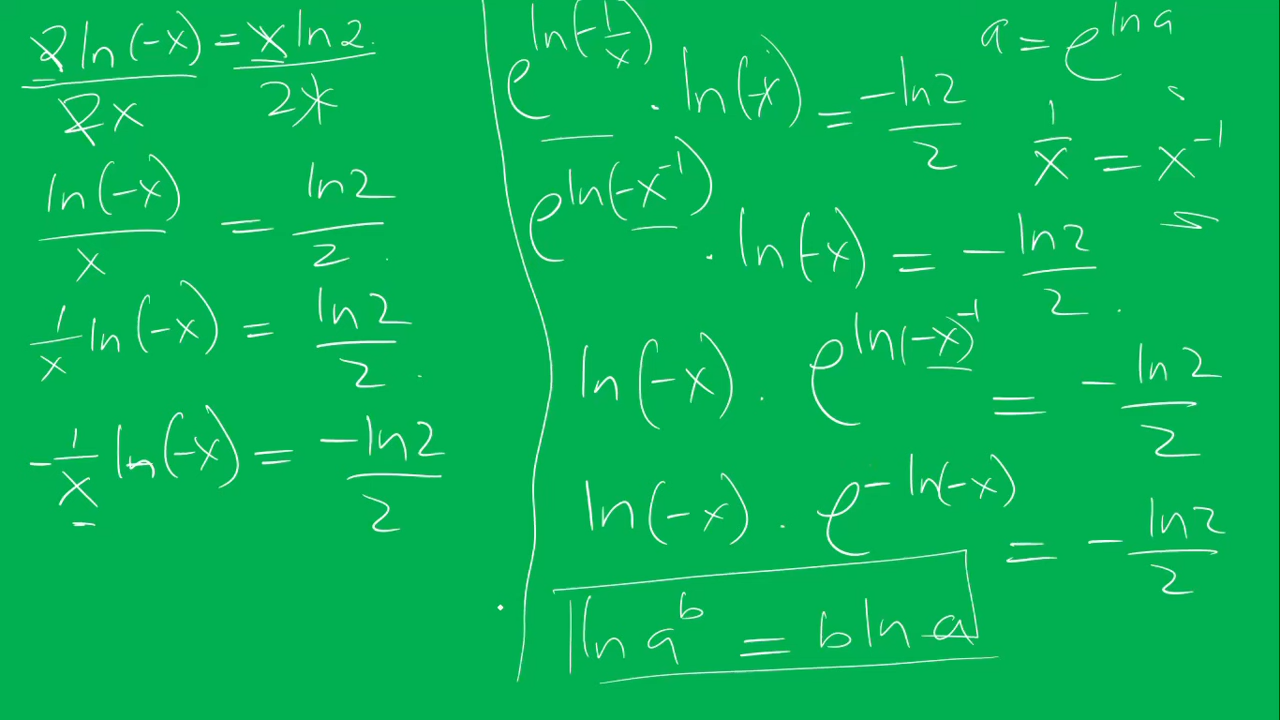 2ln(-x)/2x = xln2/2x
ln(-x)/x = ln2/2
1/x ln(-x) = ln2/2
-1/x ln(-x) = -ln2/2
e^ln(-1/x) · ln(-x) = -ln2/2
e^ln(-x^-1) · ln(-x) = -ln2/2
ln(-x) · e^ln(-x)^-1 = -ln2/2
ln(-x) · e^-ln(-x) = -ln2/2
ln a^b = b ln a
a = e^ln a
1/x = x^-1